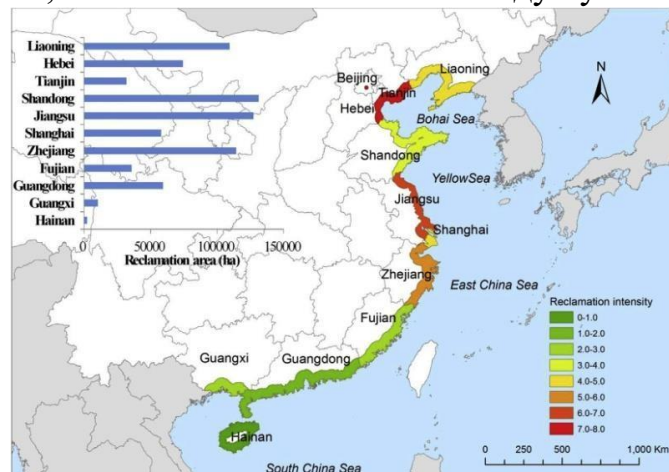 Liaoning
Hebei
Tianjin
Shandong
Jiangsu
Shanghai
Zhejiang
Fujian
Guangdong
Guangxi
Hainan
0 50000 100000 150000
Reclamation area (ha)
N
Beijing
Liaoning
Tianjin
Hebei
Bohai Sea
Shandong
YellowSea
Jiangsu
Shanghai
Zhejiang
East China Sea
Fujian
Guangxi
Guangdong
Hainan
South China Sea
Reclamation intensity
0-1.0
1.0-2.0
2.0-3.0
3.0-4.0
4.0-5.0
5.0-6.0
6.0-7.0
7.0-8.0
0 250 500 1,000 Km